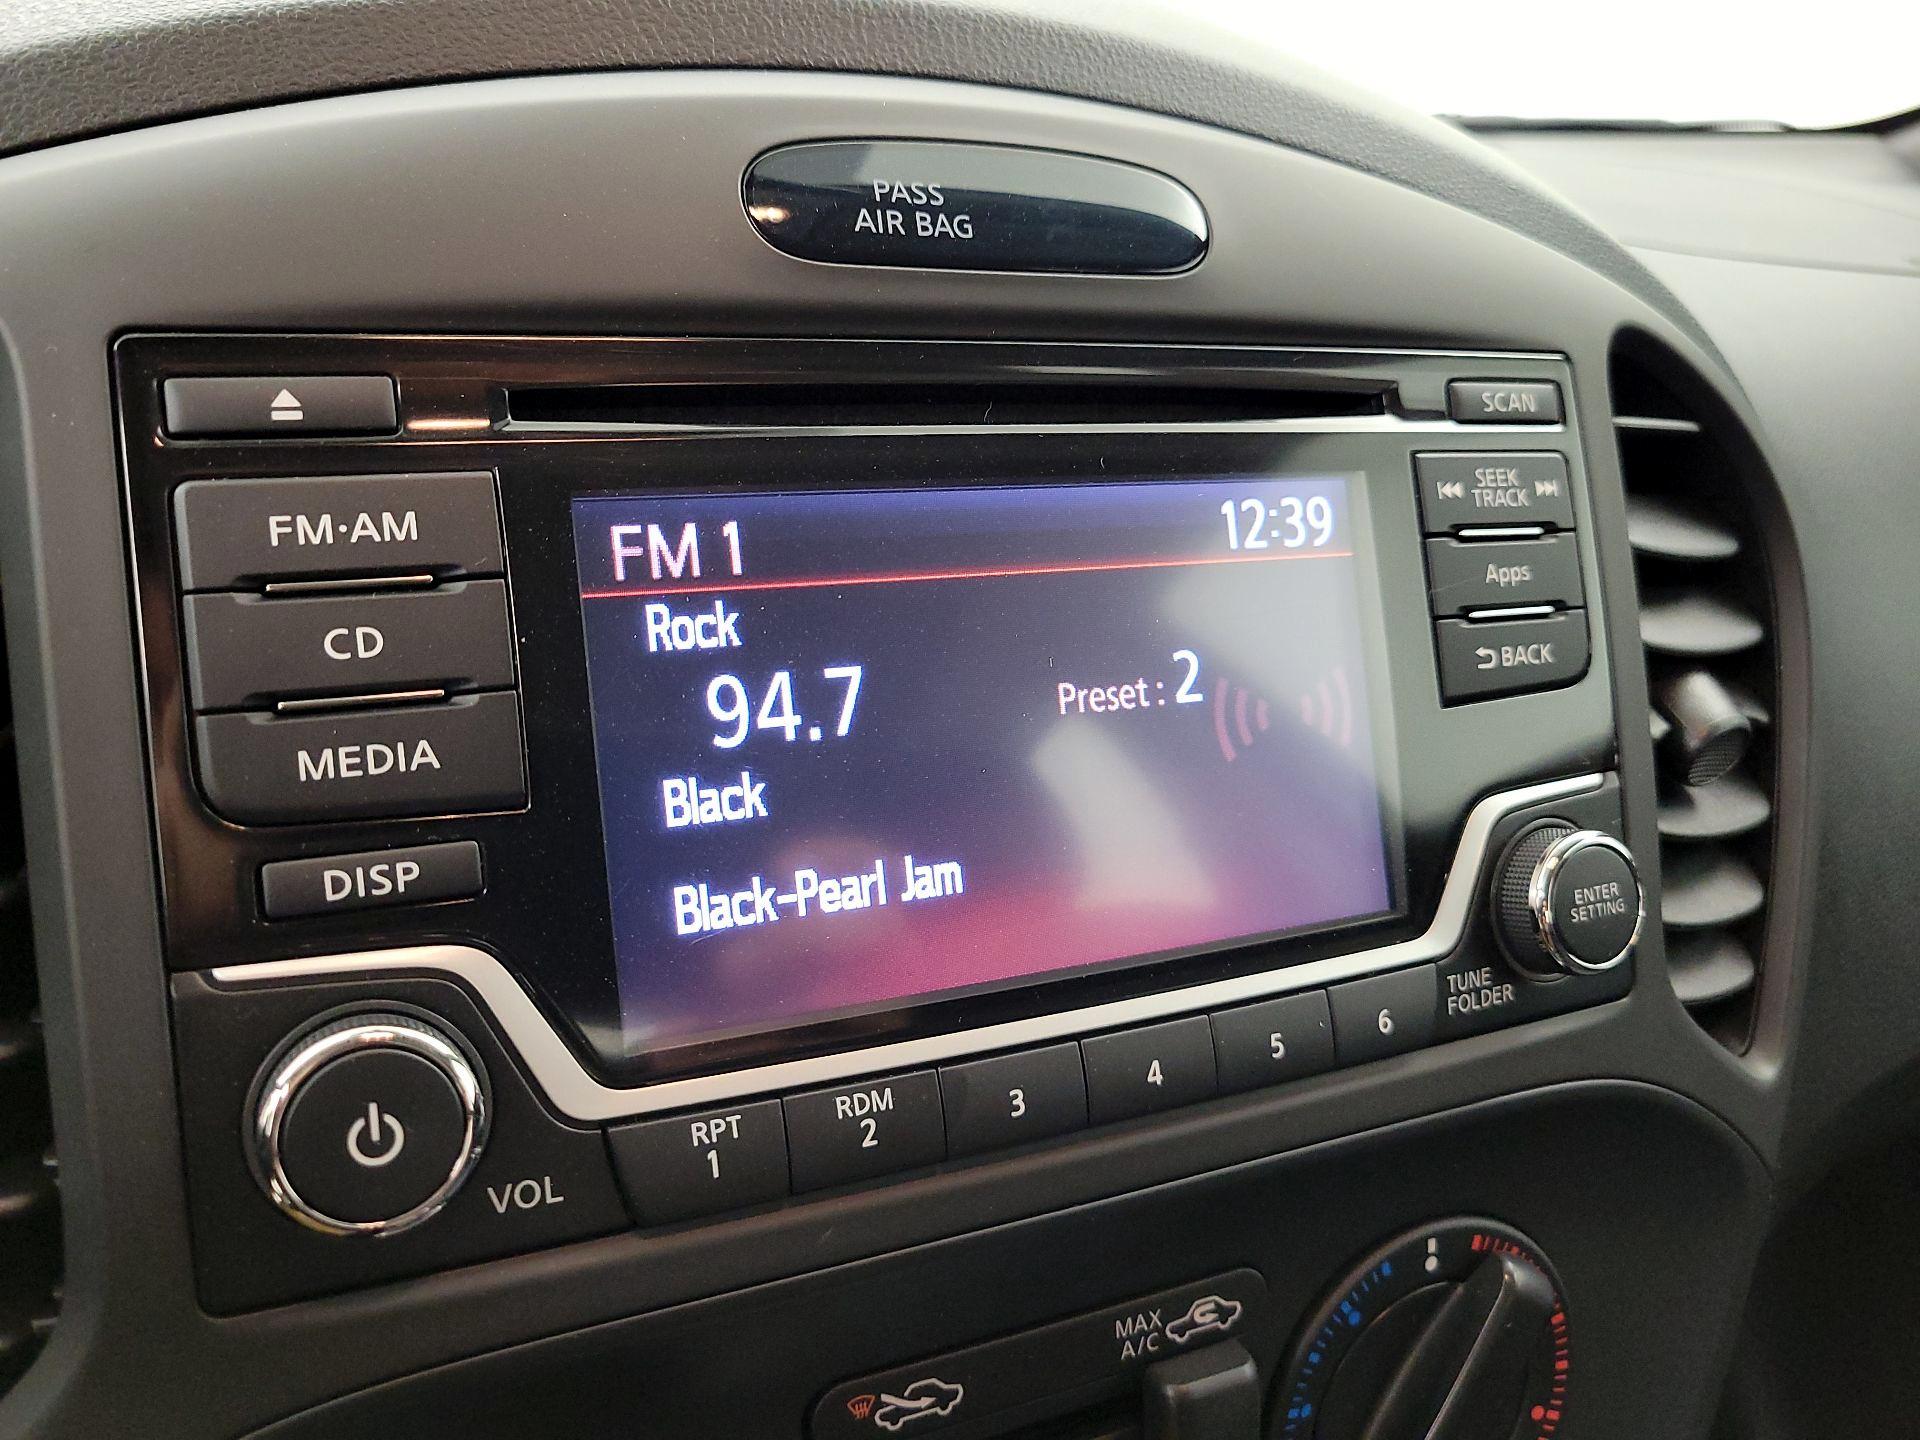 PASS
AIR BAG
SCAN
FM·AM
CD
MEDIA
DISP
FM 1
12:39
Rock
94.7
Preset : 2
Black
Black-Pearl Jam
SEEK
TRACK
Apps
BACK
ENTER
SETTING
TUNE
FOLDER
VOL
RPT
1
RDM
2
3
4
5
6
MAX
A/C